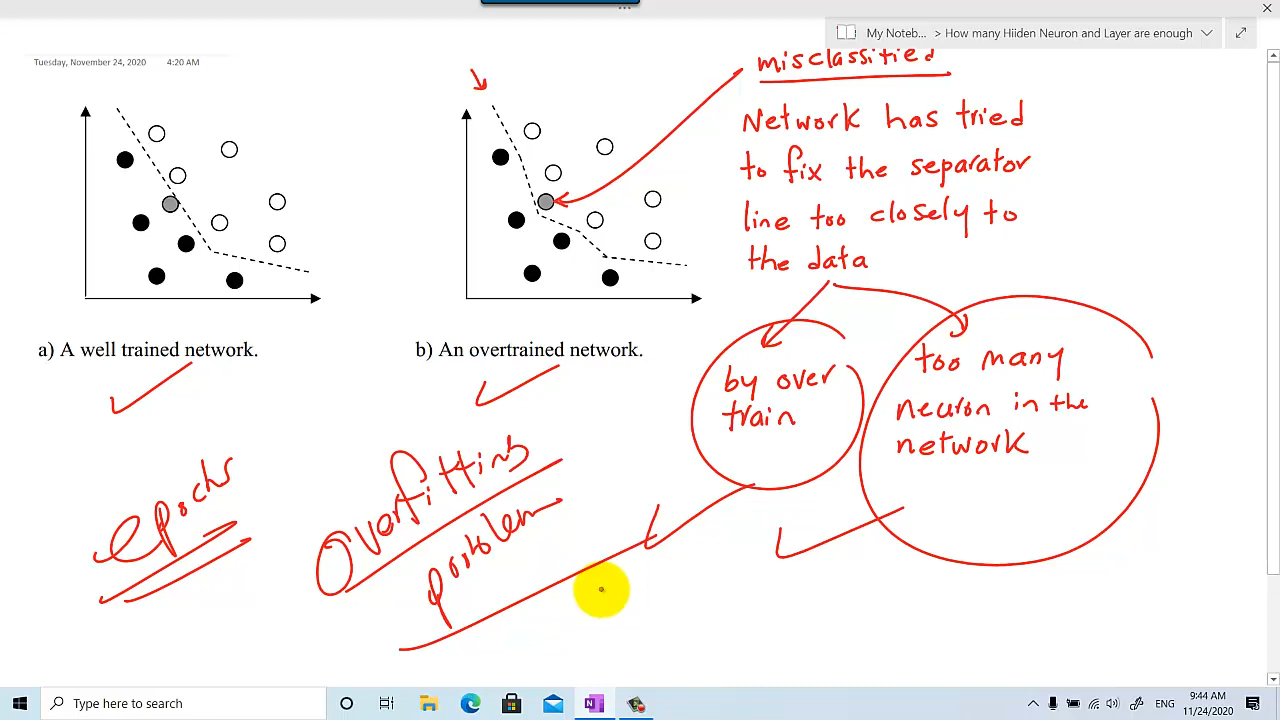 My Noteb... > How many Hiiden Neuron and Layer are enough
Tuesday, November 24, 2020 4:20 AM
misclassified
Network has tried
to fix the separator
line too closely to
the data
a) A well trained network.
b) An overtrained network.
by over
train
too many
neuron in the
network
epochs
Overfitting
problem
Type here to search
ENG
9:44 AM
11/24/2020